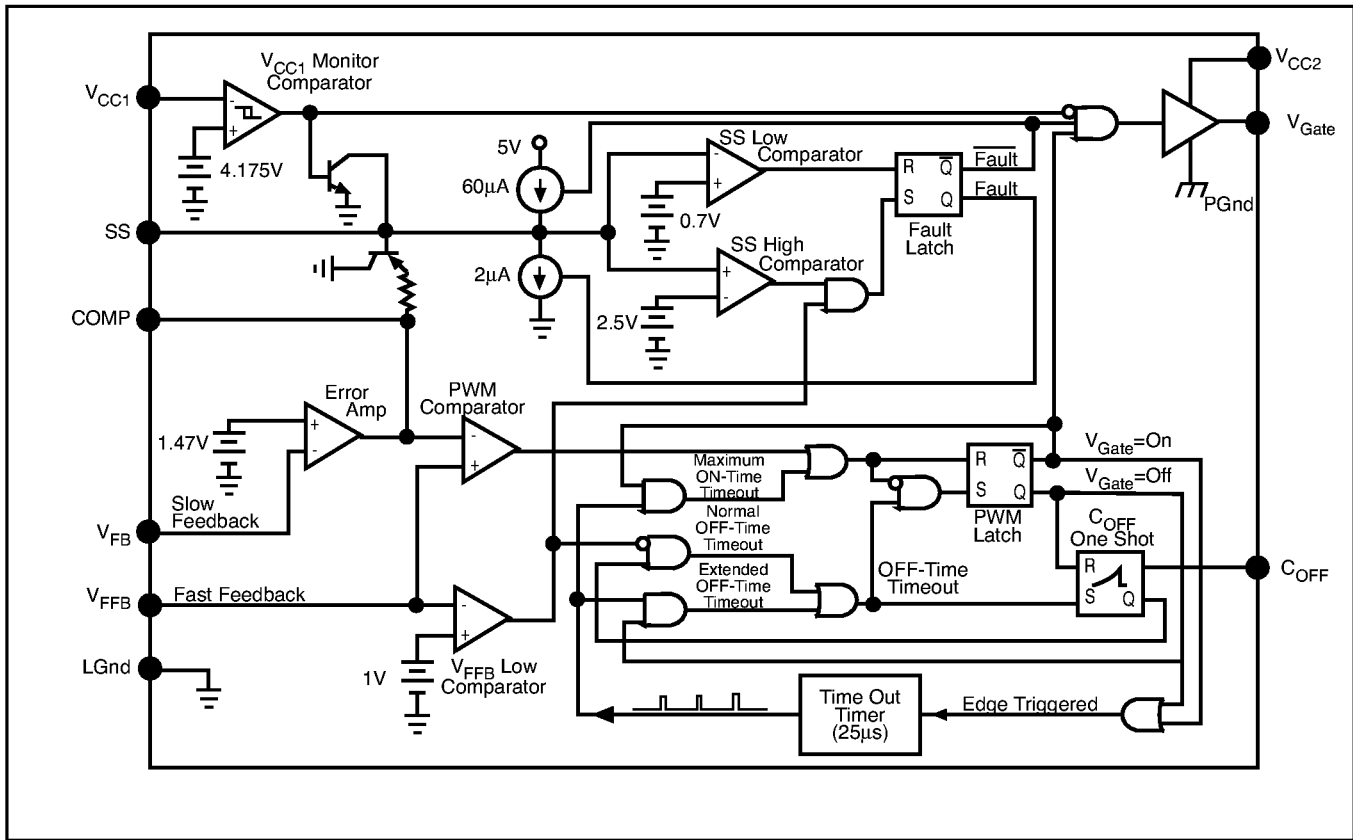 V_CC1 Monitor
Comparator
V_CC1
-
+
4.175V
5V
60µA
SS Low
Comparator
-
+
0.7V
R Q̅
S Q
F̅a̅u̅l̅t̅
Fault
Fault
Latch
V_CC2
V_Gate
PGnd
SS
2µA
SS High
Comparator
+
-
2.5V
COMP
Error
Amp
+
-
1.47V
PWM
Comparator
-
+
Slow
Feedback
V_FB
Maximum
ON-Time
Timeout
Normal
OFF-Time
Timeout
Extended
OFF-Time
Timeout
R Q̅
S Q
PWM
Latch
V_Gate=On
V_Gate=Off
C_OFF
One Shot
R
S Q
C_OFF
OFF-Time
Timeout
V_FFB
Fast Feedback
-
+
1V
V_FFB Low
Comparator
LGnd
Time Out
Timer
(25µs)
Edge Triggered